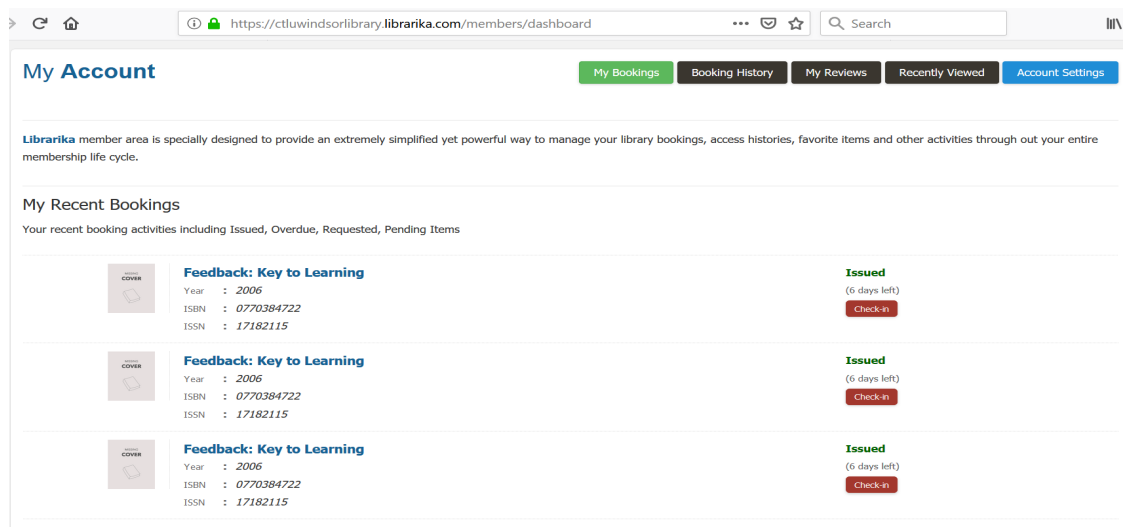 https://ctluwindsorlibrary.librarika.com/members/dashboard
Search
My Account
My Bookings
Booking History
My Reviews
Recently Viewed
Account Settings
Librarika member area is specially designed to provide an extremely simplified yet powerful way to manage your library bookings, access histories, favorite items and other activities through out your entire
membership life cycle.
My Recent Bookings
Your recent booking activities including Issued, Overdue, Requested, Pending Items
COVER
Feedback: Key to Learning
Year : 2006
ISBN : 0770384722
ISSN : 17182115
Issued
(6 days left)
Check-in
COVER
Feedback: Key to Learning
Year : 2006
ISBN : 0770384722
ISSN : 17182115
Issued
(6 days left)
Check-in
COVER
Feedback: Key to Learning
Year : 2006
ISBN : 0770384722
ISSN : 17182115
Issued
(6 days left)
Check-in